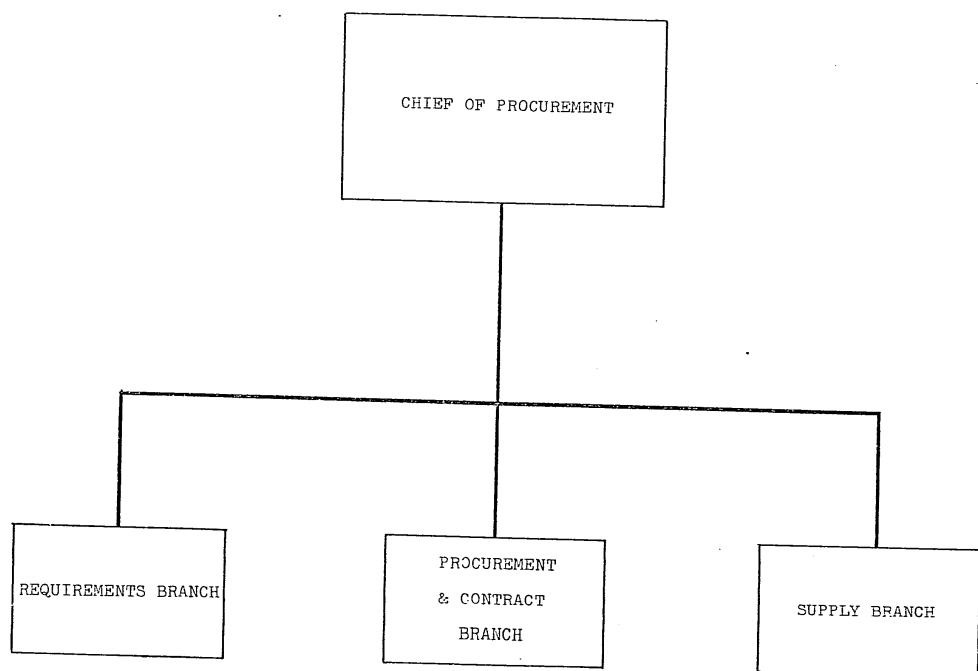 CHIEF OF PROCUREMENT
REQUIREMENTS BRANCH
PROCUREMENT
& CONTRACT
BRANCH
SUPPLY BRANCH